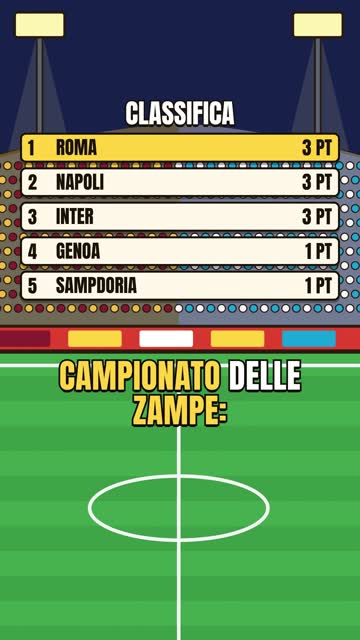 CLASSIFICA
1 ROMA 3 PT
2 NAPOLI 3 PT
3 INTER 3 PT
4 GENOA 1 PT
5 SAMPDORIA 1 PT
CAMPIONATO DELLE
ZAMPE: